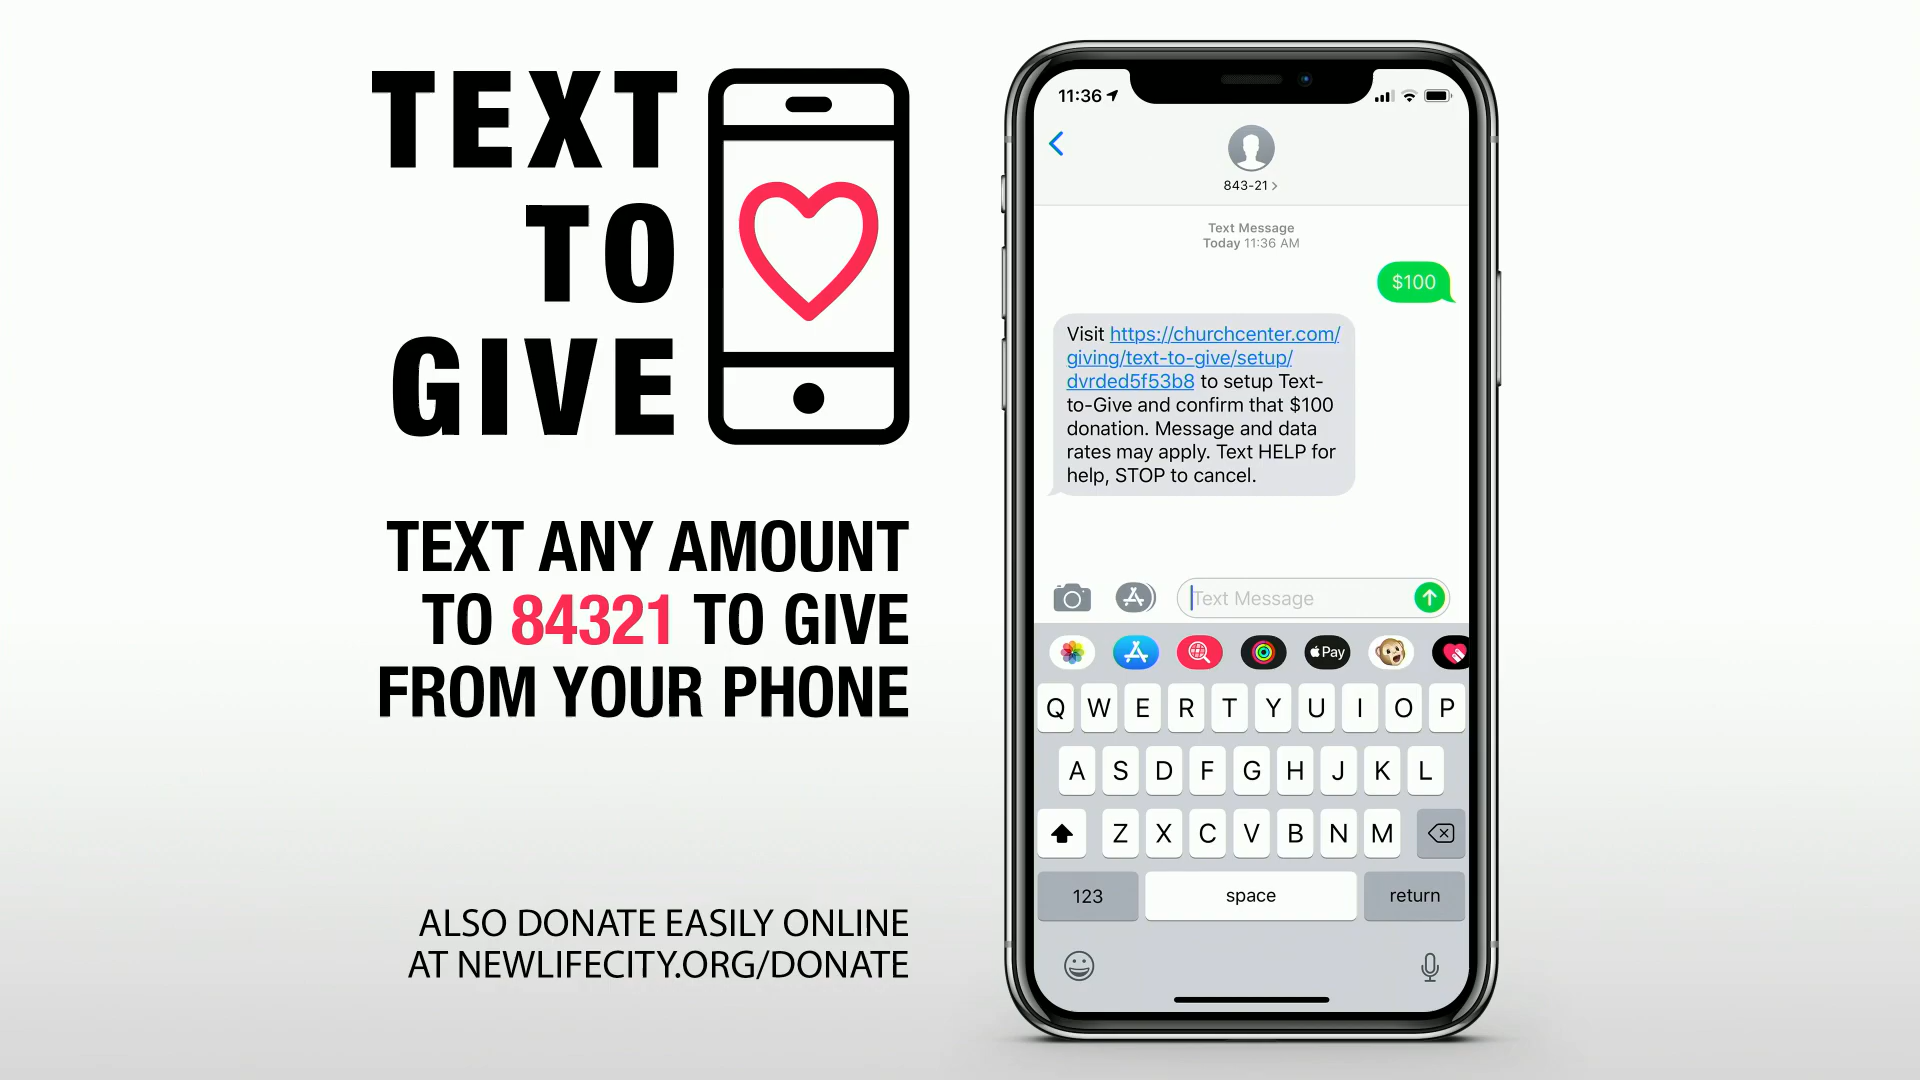 TEXT
TO
GIVE
TEXT ANY AMOUNT
TO 84321 TO GIVE
FROM YOUR PHONE
ALSO DONATE EASILY ONLINE
AT NEWLIFECITY.ORG/DONATE
11:36
843-21
Text Message
Today 11:36 AM
$100
Visit https://churchcenter.com/
giving/text-to-give/setup/
dvrded5f53b8 to setup Text-
to-Give and confirm that $100
donation. Message and data
rates may apply. Text HELP for
help, STOP to cancel.
Text Message
Pay
Q W E R T Y U I O P
A S D F G H J K L
Z X C V B N M
123 space return